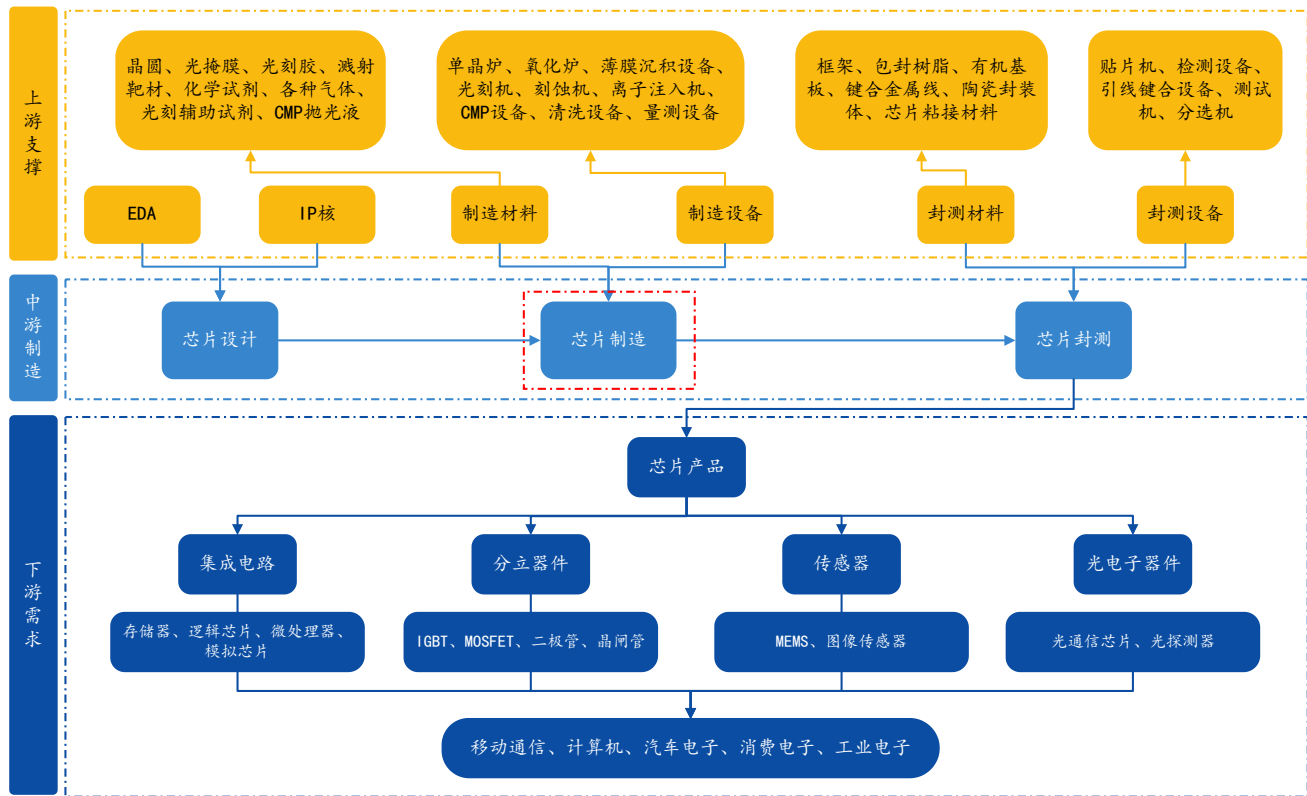 上游支撑
晶圆、光掩膜、光刻胶、溅射
靶材、化学试剂、各种气体、
光刻辅助试剂、CMP抛光液
单晶炉、氧化炉、薄膜沉积设备、
光刻机、刻蚀机、离子注入机、
CMP设备、清洗设备、量测设备
框架、包封树脂、有机基
板、键合金属线、陶瓷封装
体、芯片粘接材料
贴片机、检测设备、
引线键合设备、测试
机、分选机
EDA
IP核
制造材料
制造设备
封测材料
封测设备
中游制造
芯片设计
芯片制造
芯片封测
下游需求
芯片产品
集成电路
分立器件
传感器
光电子器件
存储器、逻辑芯片、微处理器、
模拟芯片
IGBT、MOSFET、二极管、晶闸管
MEMS、图像传感器
光通信芯片、光探测器
移动通信、计算机、汽车电子、消费电子、工业电子